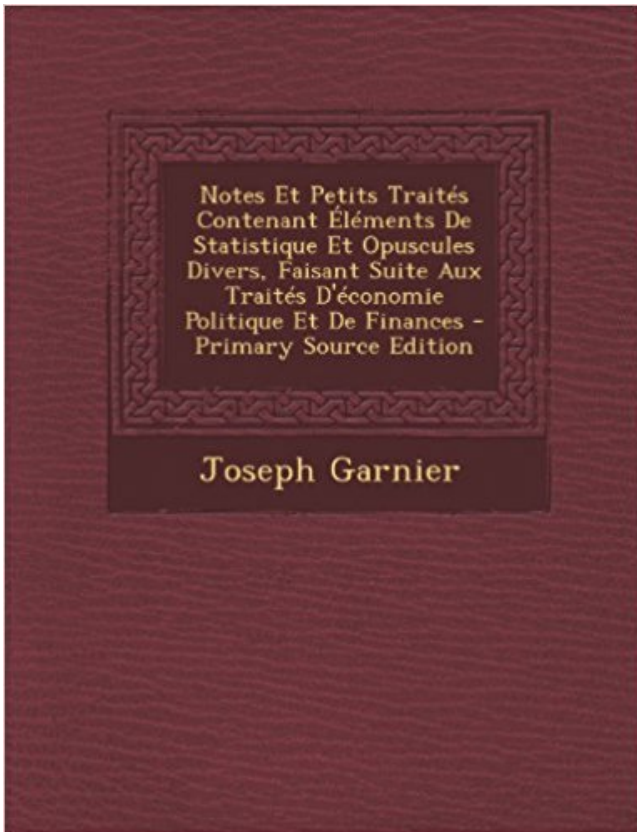 Notes Et Petits Traités
Contenant Éléments De
Statistique Et Opuscules
Divers, Faisant Suite Aux
Traités D'économie
Politique Et De Finances -
Primary Source Edition
Joseph Garnier